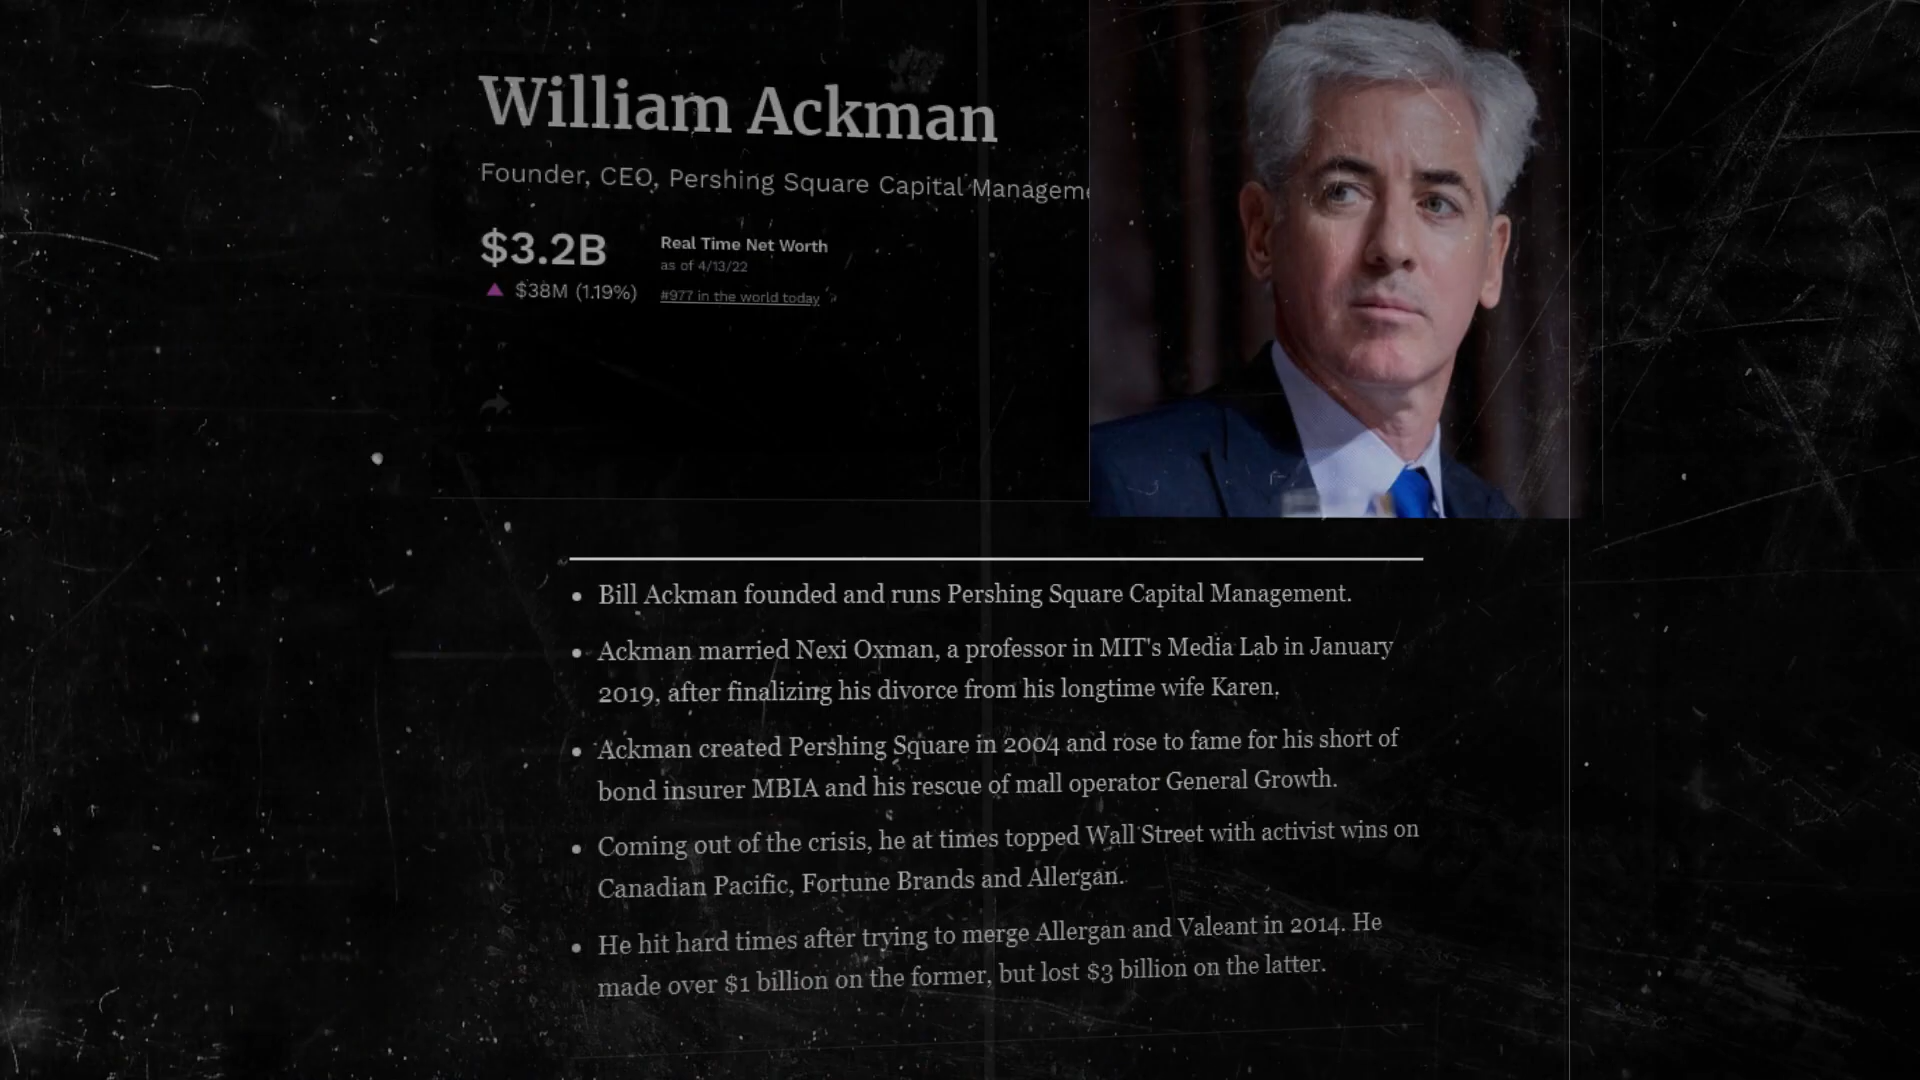 William Ackman
Founder, CEO, Pershing Square Capital
$3.2B
Real Time Net Worth
as of 4/13/22
$38M (1.19%)
#977 in the world today
Bill Ackman founded and runs Pershing Square Capital Management.
Ackman married Nexi Oxman, a professor in MIT's Media Lab in January
2019, after finalizing his divorce from his longtime wife Karen.
Ackman created Pershing Square in 2004 and rose to fame for his short of
bond insurer MBIA and his rescue of mall operator General Growth.
Coming out of the crisis, he at times topped Wall Street with activist wins on
Canadian Pacific, Fortune Brands and Allergan.
He hit hard times after trying to merge Allergan and Valeant in 2014. He
made over $1 billion on the former, but lost $3 billion on the latter.